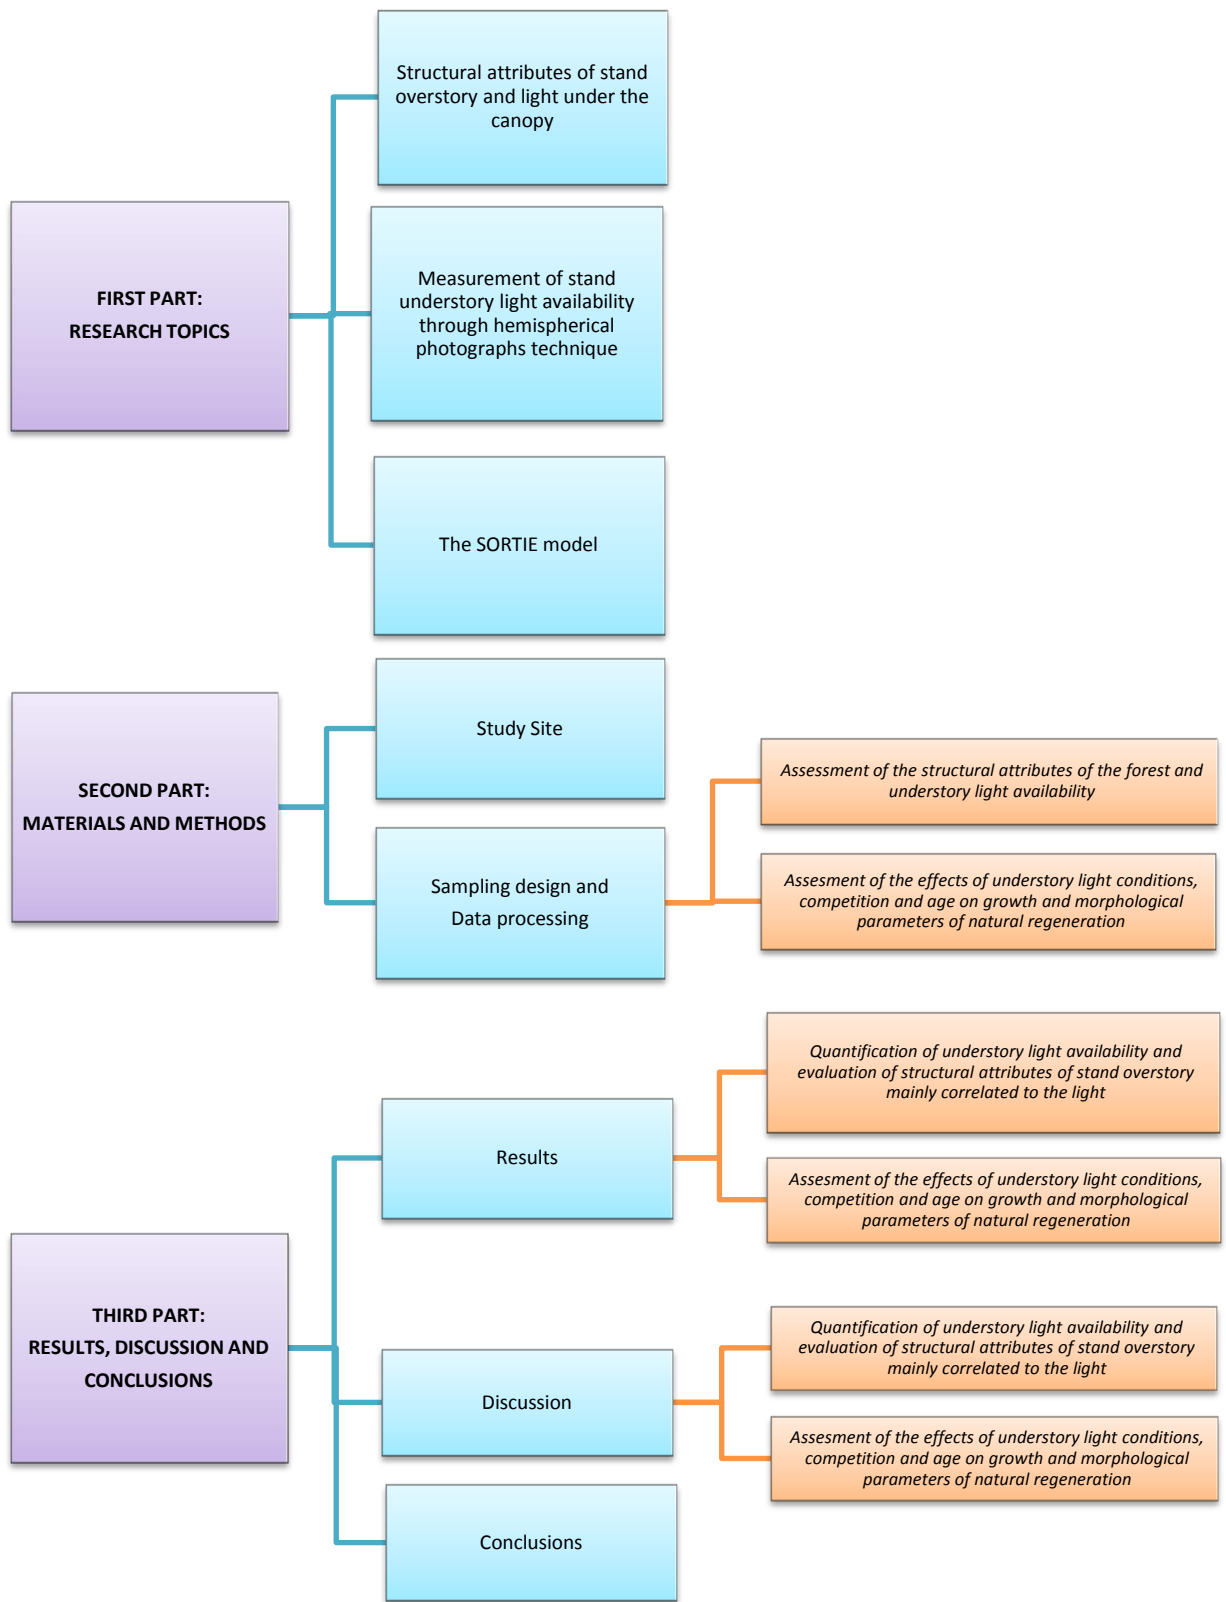 Structural attributes of stand
overstory and light under the
canopy
FIRST PART:
RESEARCH TOPICS
Measurement of stand
understory light availability
through hemispherical
photographs technique
The SORTIE model
SECOND PART:
MATERIALS AND METHODS
Study Site
Sampling design and
Data processing
Assessment of the structural attributes of the forest and
understory light availability
Assesment of the effects of understory light conditions,
competition and age on growth and morphological
parameters of natural regeneration
THIRD PART:
RESULTS, DISCUSSION AND
CONCLUSIONS
Results
Quantification of understory light availability and
evaluation of structural attributes of stand overstory
mainly correlated to the light
Assesment of the effects of understory light conditions,
competition and age on growth and morphological
parameters of natural regeneration
Discussion
Quantification of understory light availability and
evaluation of structural attributes of stand overstory
mainly correlated to the light
Assesment of the effects of understory light conditions,
competition and age on growth and morphological
parameters of natural regeneration
Conclusions